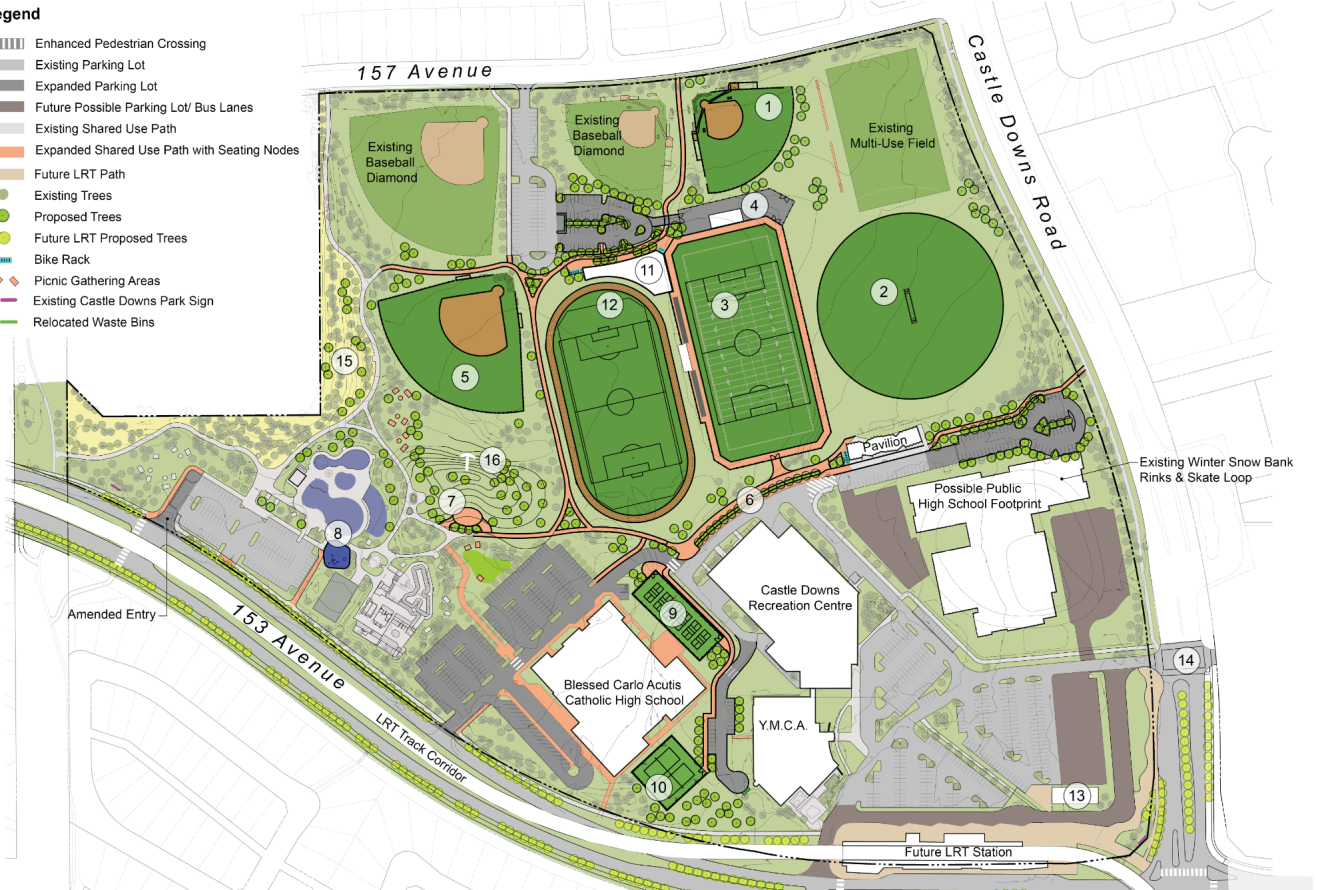 egend
Enhanced Pedestrian Crossing
Existing Parking Lot
Expanded Parking Lot
Future Possible Parking Lot/ Bus Lanes
Existing Shared Use Path
Expanded Shared Use Path with Seating Nodes
Future LRT Path
Existing Trees
Proposed Trees
Future LRT Proposed Trees
Bike Rack
Picnic Gathering Areas
Existing Castle Downs Park Sign
Relocated Waste Bins
157 Avenue
Castle Downs Road
Existing
Baseball
Diamond
Existing
Baseball
Diamond
1
Existing
Multi-Use Field
4
11
2
12
3
5
15
16
7
6
Pavilion
Existing Winter Snow Bank
Rinks & Skate Loop
Possible Public
High School Footprint
8
Amended Entry
9
Castle Downs
Recreation Centre
153 Avenue
LRT Track Corridor
Blessed Carlo Acutis
Catholic High School
Y.M.C.A.
10
14
13
Future LRT Station